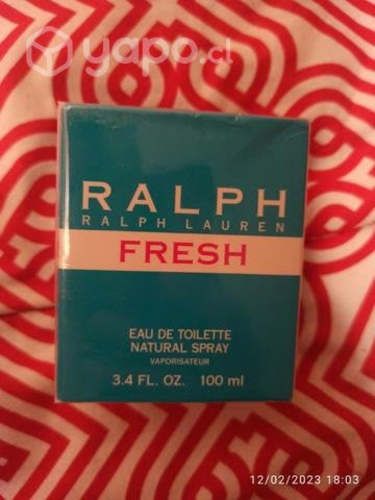 yapo.cl
RALPH
RALPH LAUREN
FRESH
EAU DE TOILETTE
NATURAL SPRAY
VAPORISATEUR
3.4 FL. OZ. 100 ml
12/02/2023 18:03